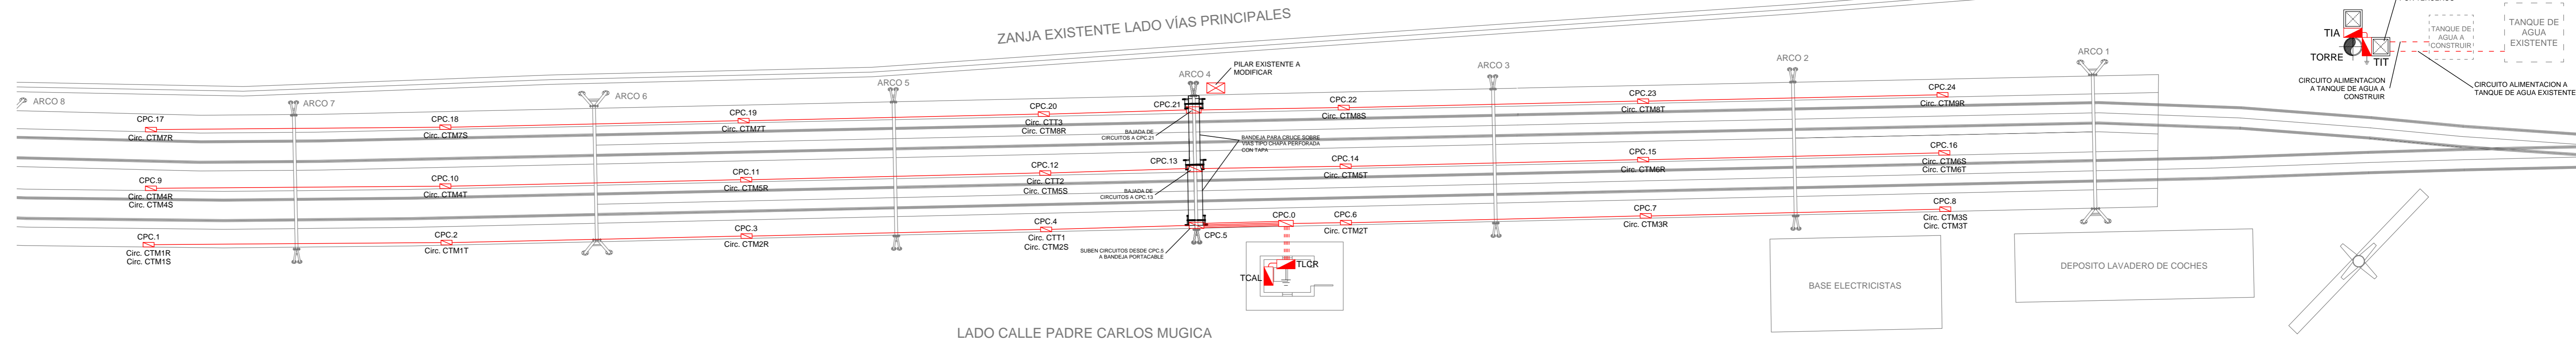 ZANJA EXISTENTE LADO VÍAS PRINCIPALES
TIA
TORRE
TIT
TANQUE DE
AGUA A
CONSTRUIR
TANQUE DE
AGUA
EXISTENTE
CIRCUITO ALIMENTACION
A TANQUE DE AGUA A
CONSTRUIR
CIRCUITO ALIMENTACION A
TANQUE DE AGUA EXISTENTE
ARCO 8
ARCO 7
ARCO 6
ARCO 5
ARCO 4
PILAR EXISTENTE A
MODIFICAR
ARCO 3
ARCO 2
ARCO 1
CPC.17
Circ. CTM7R
CPC.18
Circ. CTM7S
CPC.19
Circ. CTM7T
CPC.20
Circ. CTT3
Circ. CTM8R
CPC.21
CPC.22
Circ. CTM8S
CPC.23
Circ. CTM8T
CPC.24
Circ. CTM9R
BAJADA DE
CIRCUITOS A CPC.21
BANDEJA PARA CRUCE SOBRE
VIAS TIPO CHAPA PERFORADA
CON TAPA
CPC.9
Circ. CTM4R
Circ. CTM4S
CPC.10
Circ. CTM4T
CPC.11
Circ. CTM5R
CPC.12
Circ. CTT2
Circ. CTM5S
CPC.13
CPC.14
Circ. CTM5T
CPC.15
Circ. CTM6R
CPC.16
Circ. CTM6S
Circ. CTM6T
BAJADA DE
CIRCUITOS A CPC.13
CPC.1
Circ. CTM1R
Circ. CTM1S
CPC.2
Circ. CTM1T
CPC.3
Circ. CTM2R
CPC.4
Circ. CTT1
Circ. CTM2S
CPC.5
CPC.0
CPC.6
Circ. CTM2T
CPC.7
Circ. CTM3R
CPC.8
Circ. CTM3S
Circ. CTM3T
SUBEN CIRCUITOS DESDE CPC.5
A BANDEJA PORTACABLE
TLCR
TCAL
BASE ELECTRICISTAS
DEPOSITO LAVADERO DE COCHES
LADO CALLE PADRE CARLOS MUGICA